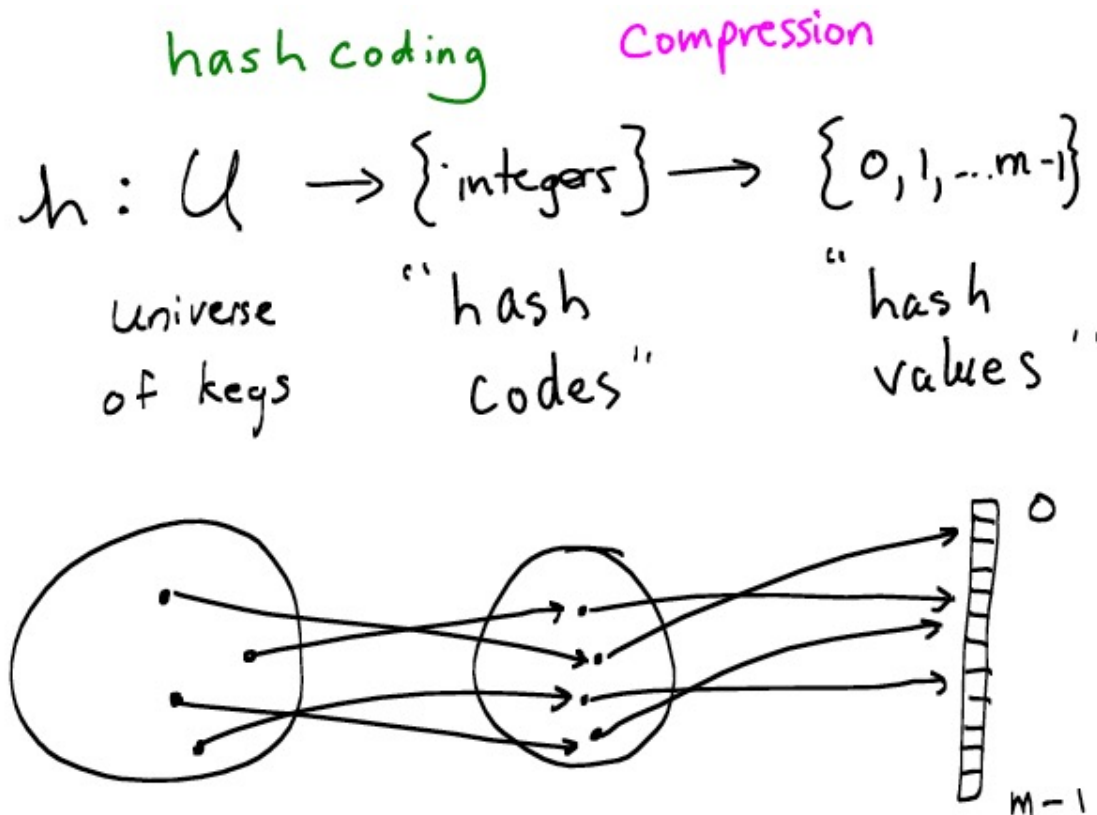 hash coding compression
h : U → { integers } → { 0, 1, ... m-1 }
universe "hash "hash
of keys codes" values"
0
m-1